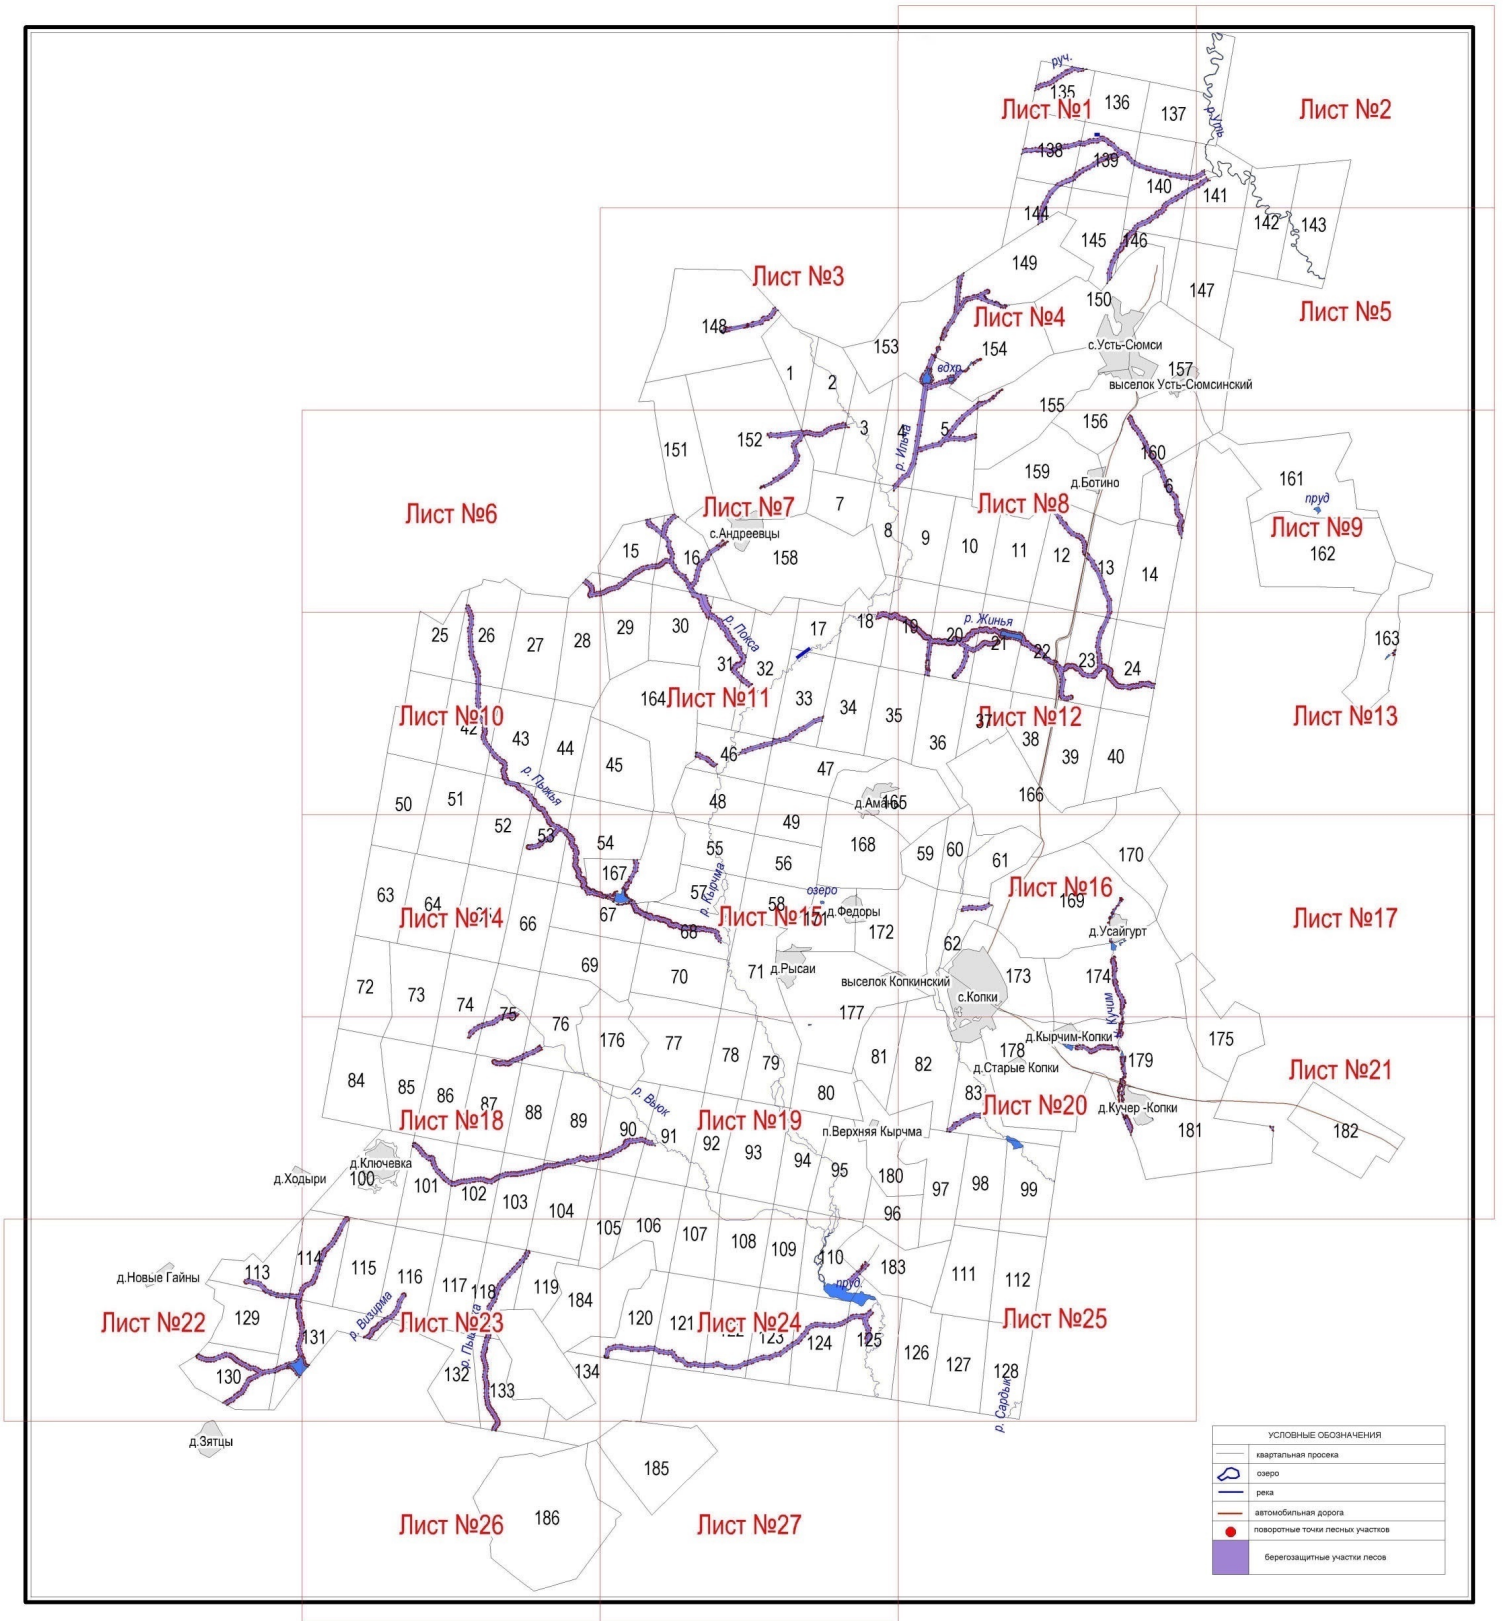 руч.
135
136
137
Лист №1
Лист №2
р.Уть
138
139
140
141
142
143
144
145
146
147
149
150
Лист №3
148
Лист №4
Лист №5
153
154
вдхр.
с.Усть-Сюмси
157
выселок Усть-Сюмсинский
1
2
155
156
151
152
3
4
5
р. Ильча
159
д.Ботино
160
6
161
пруд
Лист №6
Лист №7
Лист №8
Лист №9
с.Андреевцы
7
8
9
10
11
12
13
14
162
15
16
158
25
26
27
28
29
30
р. Покса
17
18
19
20
р. Жинья
21
22
23
24
163
31
32
33
34
35
36
37
38
39
40
164
Лист №10
Лист №11
Лист №12
Лист №13
42
43
44
45
46
47
р. Пыжья
48
49
50
51
52
53
54
д.Аманы
165
166
55
56
57
58
59
60
61
168
170
167
р. Кырчма
озеро
63
64
66
67
68
Лист №14
Лист №15
171
д.Федоры
172
Лист №16
169
Лист №17
д.Усайгурт
62
69
70
71
д.Рысаи
выселок Копкинский
с.Копки
173
174
72
73
74
75
76
176
177
Кучим
77
78
79
80
81
82
83
178
д.Кырчим-Копки
д.Старые Копки
179
175
84
85
86
87
88
89
90
91
р. Вьюк
Лист №18
Лист №19
Лист №20
Лист №21
д.Кучер -Копки
п.Верхняя Кырчма
181
182
92
93
94
95
180
96
97
98
99
д.Ключевка
д.Ходыри
100
101
102
103
104
105
106
107
108
109
110
183
111
112
д.Новые Гайны
113
114
115
116
117
118
119
184
пруд.
129
131
р. Визирма
Лист №22
Лист №23
Лист №24
Лист №25
120
121
122
123
124
125
126
127
128
130
132
133
134
р. Сардык
д.Зятцы
185
186
Лист №26
Лист №27
УСЛОВНЫЕ ОБОЗНАЧЕНИЯ
квартальная просека
озеро
река
автомобильная дорога
поворотные точки лесных участков
берегозащитные участки лесов